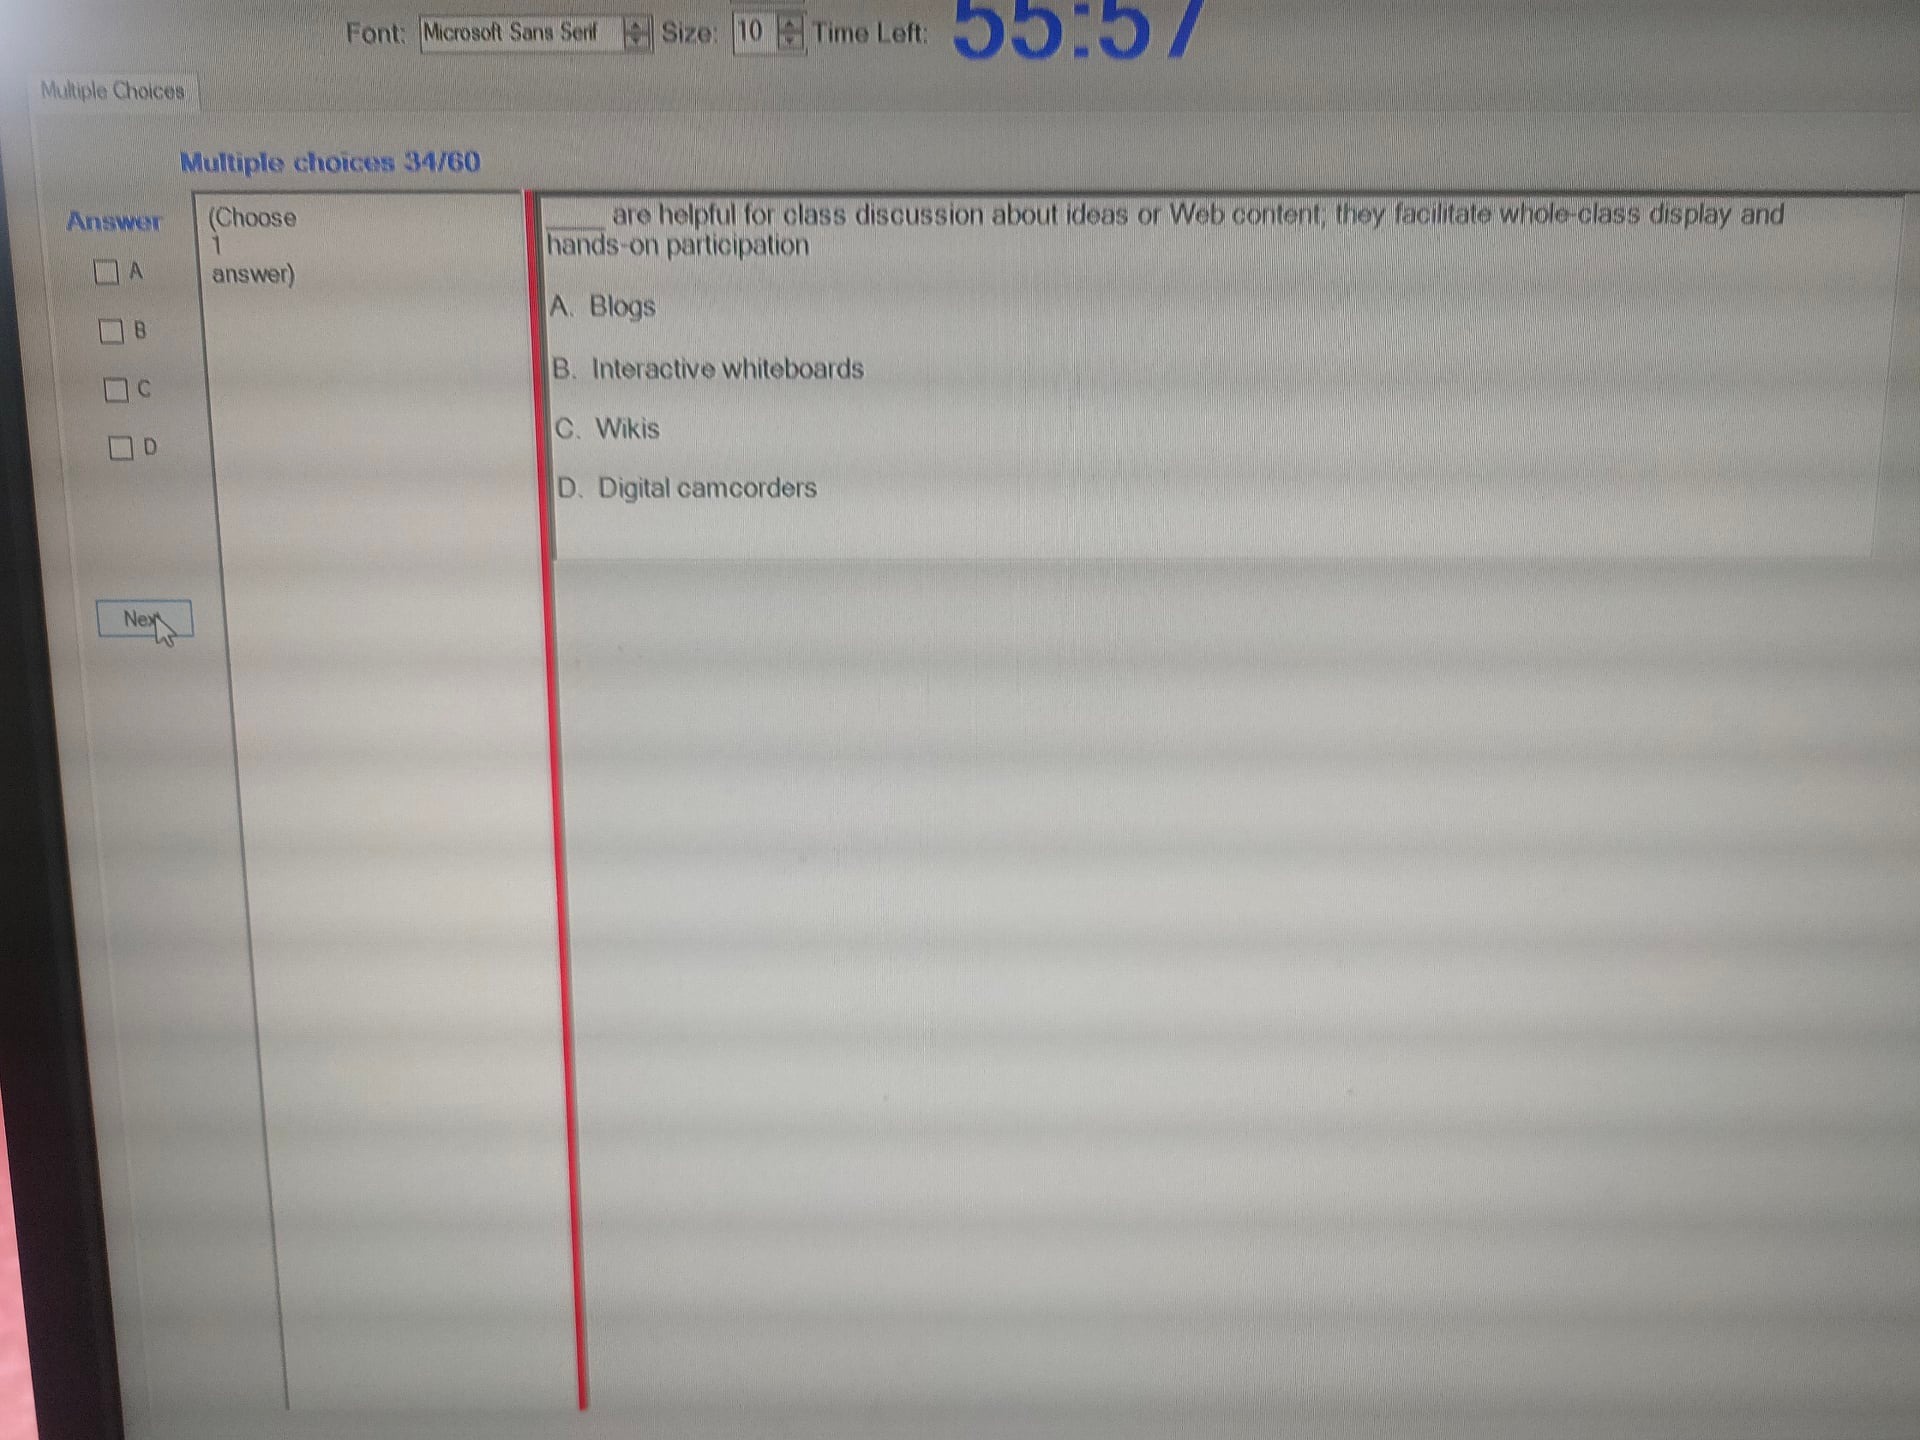 Font: Microsoft Sans Serif Size: 10 Time Left: 55:57
Multiple Choices
Multiple choices 34/60
Answer
A
B
C
D
Next
(Choose
1
answer)
____ are helpful for class discussion about ideas or Web content; they facilitate whole-class display and
hands-on participation
A. Blogs
B. Interactive whiteboards
C. Wikis
D. Digital camcorders